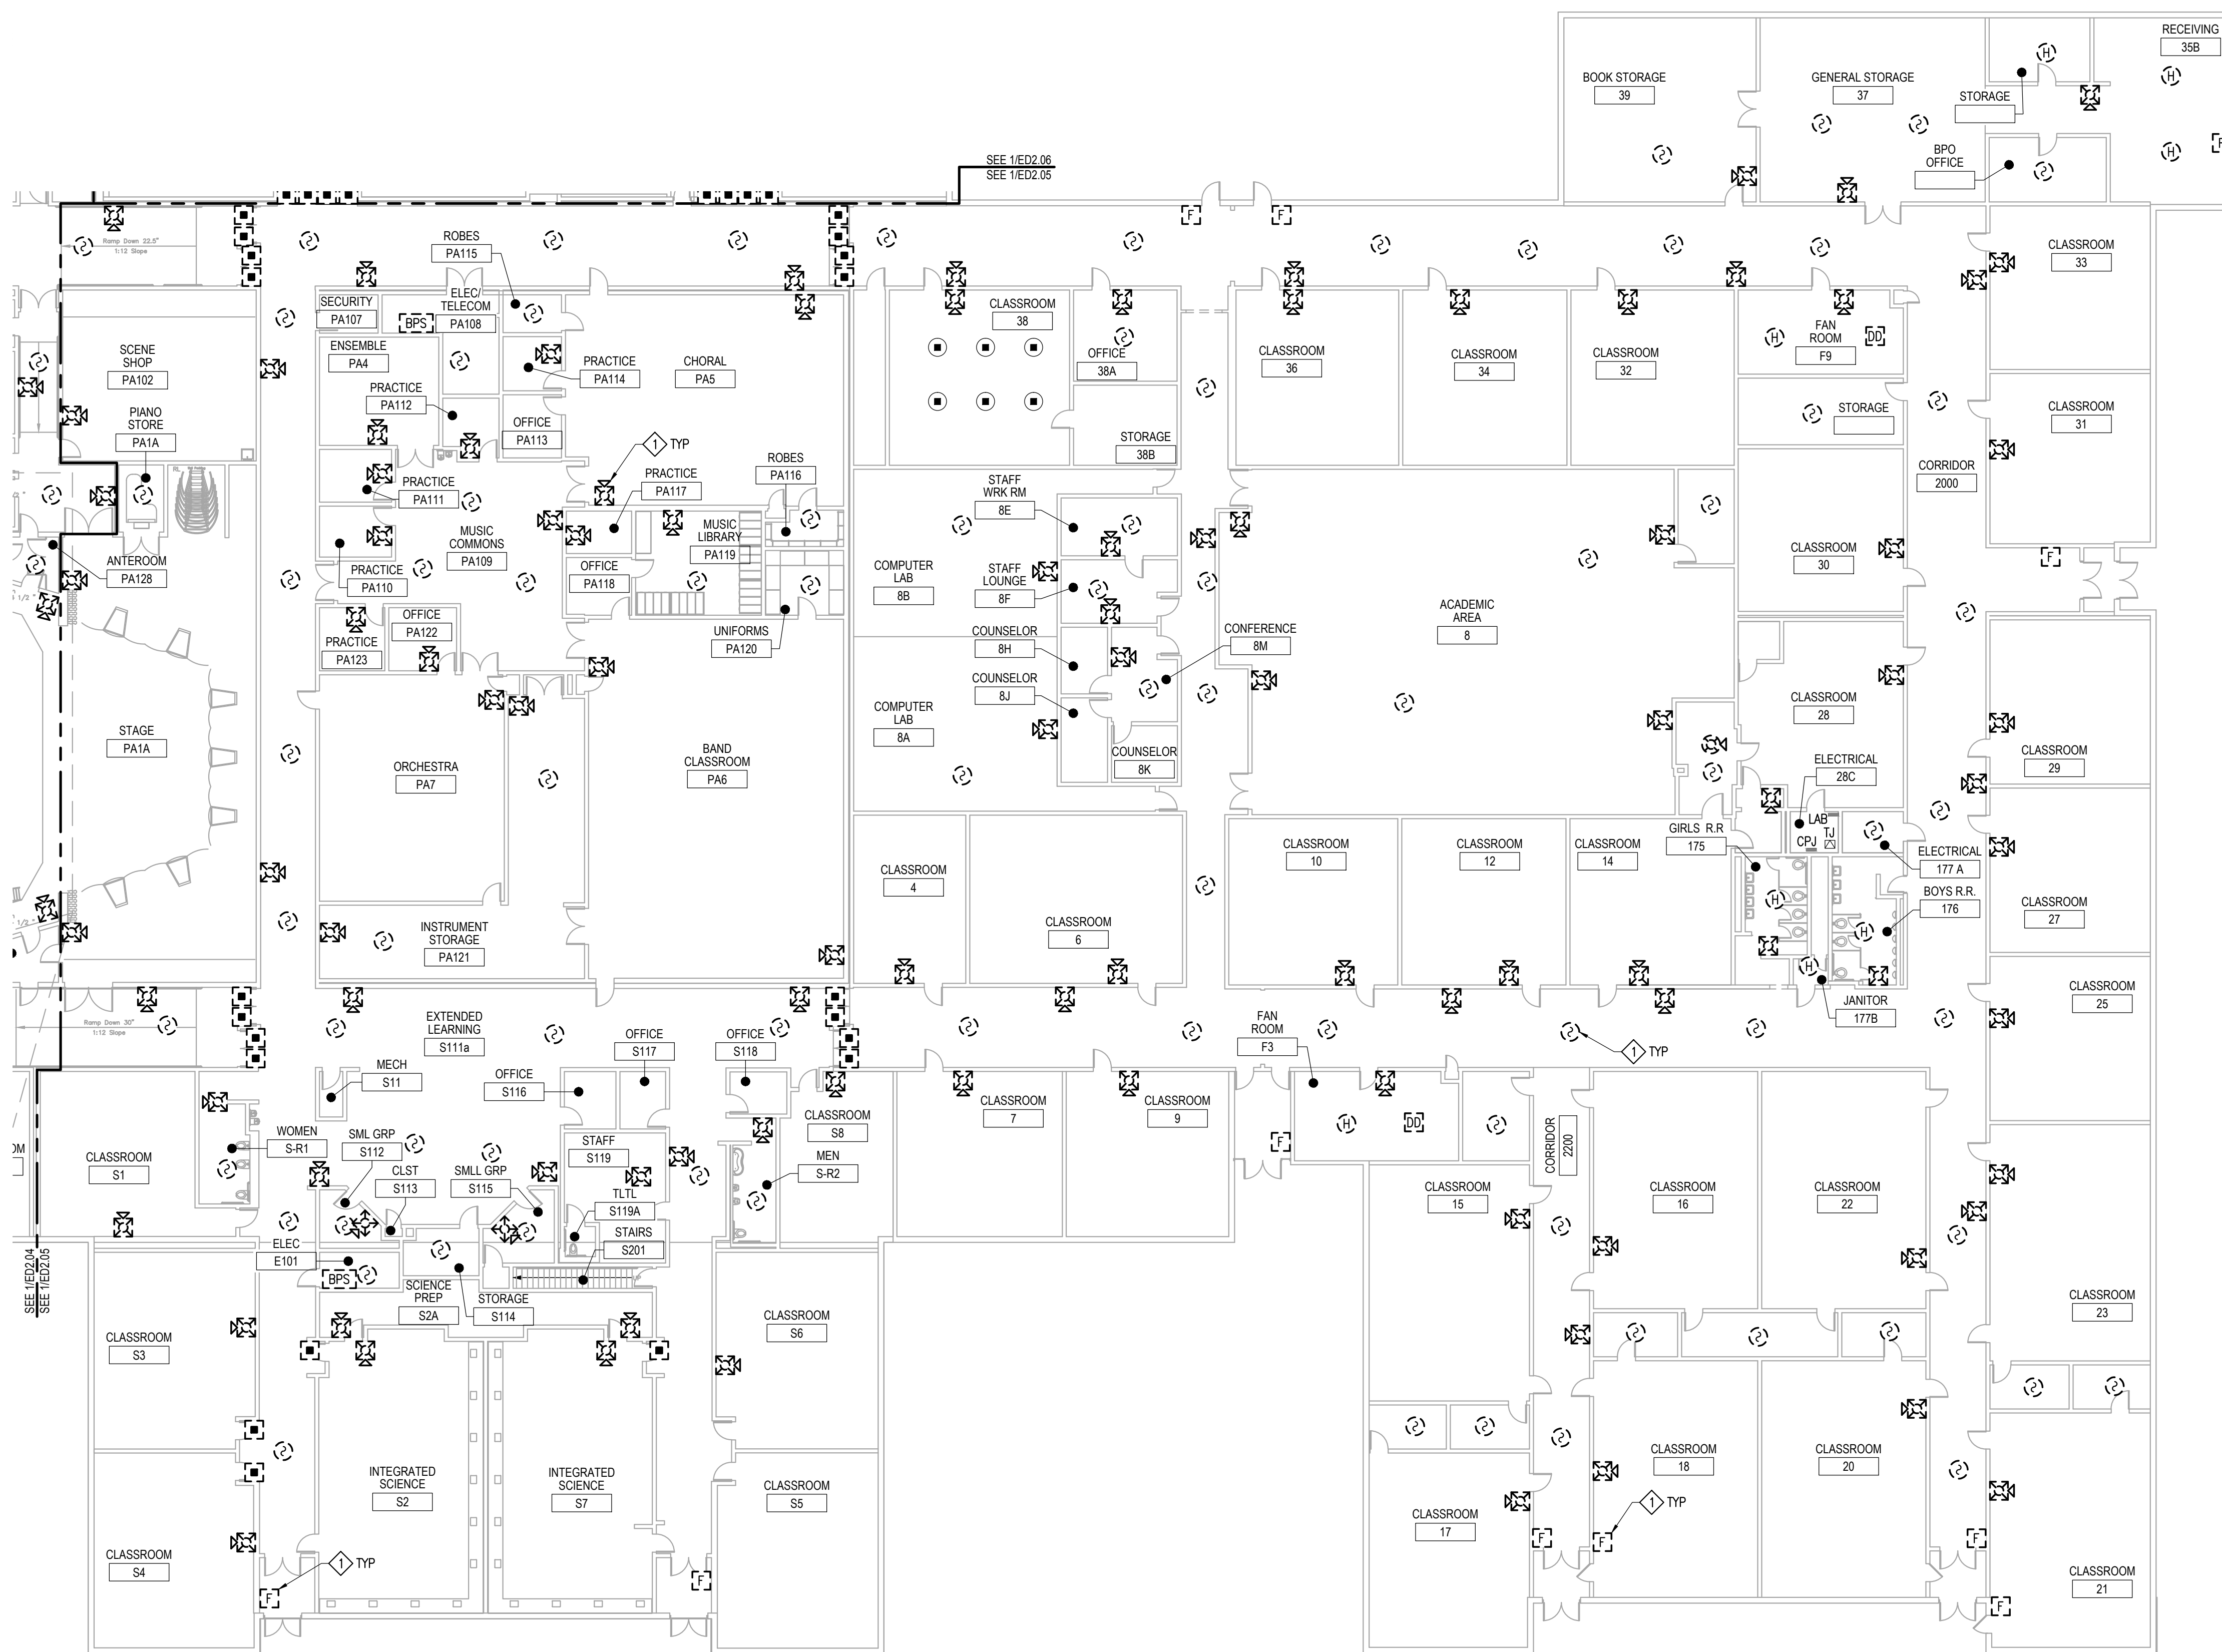 RECEIVING
35B
BOOK STORAGE
39
GENERAL STORAGE
37
STORAGE
BPO
OFFICE
SEE 1/ED2.06
SEE 1/ED2.05
Ramp Down 22.5"
1:12 Slope
ROBES
PA115
SECURITY
PA107
ELEC/
TELECOM
PA108
BPS
CLASSROOM
38
OFFICE
38A
CLASSROOM
36
CLASSROOM
34
CLASSROOM
32
FAN
ROOM
F9
DD
CLASSROOM
33
SCENE
SHOP
PA102
ENSEMBLE
PA4
PRACTICE
PA114
CHORAL
PA5
PRACTICE
PA112
OFFICE
PA113
STORAGE
CLASSROOM
31
PIANO
STORE
PA1A
1 TYP
STORAGE
38B
ROBES
PA116
PRACTICE
PA117
PRACTICE
PA111
STAFF
WRK RM
8E
CORRIDOR
2000
MUSIC
LIBRARY
PA119
MUSIC
COMMONS
PA109
ANTEROOM
PA128
PRACTICE
PA110
OFFICE
PA118
COMPUTER
LAB
8B
STAFF
LOUNGE
8F
CLASSROOM
30
ACADEMIC
AREA
8
1/2 "
PRACTICE
PA123
OFFICE
PA122
UNIFORMS
PA120
COUNSELOR
8H
CONFERENCE
8M
COUNSELOR
8J
CLASSROOM
28
STAGE
PA1A
COMPUTER
LAB
8A
COUNSELOR
8K
ORCHESTRA
PA7
BAND
CLASSROOM
PA6
ELECTRICAL
28C
CLASSROOM
29
LAB
TJ
CPJ
GIRLS R.R
175
CLASSROOM
10
CLASSROOM
12
CLASSROOM
14
ELECTRICAL
177 A
CLASSROOM
4
BOYS R.R.
176
CLASSROOM
27
1/2 "
INSTRUMENT
STORAGE
PA121
CLASSROOM
6
CLASSROOM
25
JANITOR
177B
Ramp Down 30"
1:12 Slope
EXTENDED
LEARNING
S111a
OFFICE
S117
OFFICE
S118
FAN
ROOM
F3
1 TYP
MECH
S11
OFFICE
S116
CLASSROOM
7
CLASSROOM
9
DD
CLASSROOM
S8
WOMEN
S-R1
SML GRP
S112
STAFF
S119
MEN
S-R2
CORRIDOR
2200
CLASSROOM
S1
CLST
S113
SMLL GRP
S115
TLTL
S119A
CLASSROOM
15
CLASSROOM
16
CLASSROOM
22
STAIRS
S201
ELEC
E101
BPS
SEE 1/ED2.04
SEE 1/ED2.05
SCIENCE
PREP
S2A
STORAGE
S114
CLASSROOM
S6
CLASSROOM
23
CLASSROOM
S3
INTEGRATED
SCIENCE
S2
INTEGRATED
SCIENCE
S7
CLASSROOM
S5
CLASSROOM
18
CLASSROOM
20
1 TYP
CLASSROOM
17
CLASSROOM
S4
1 TYP
CLASSROOM
21